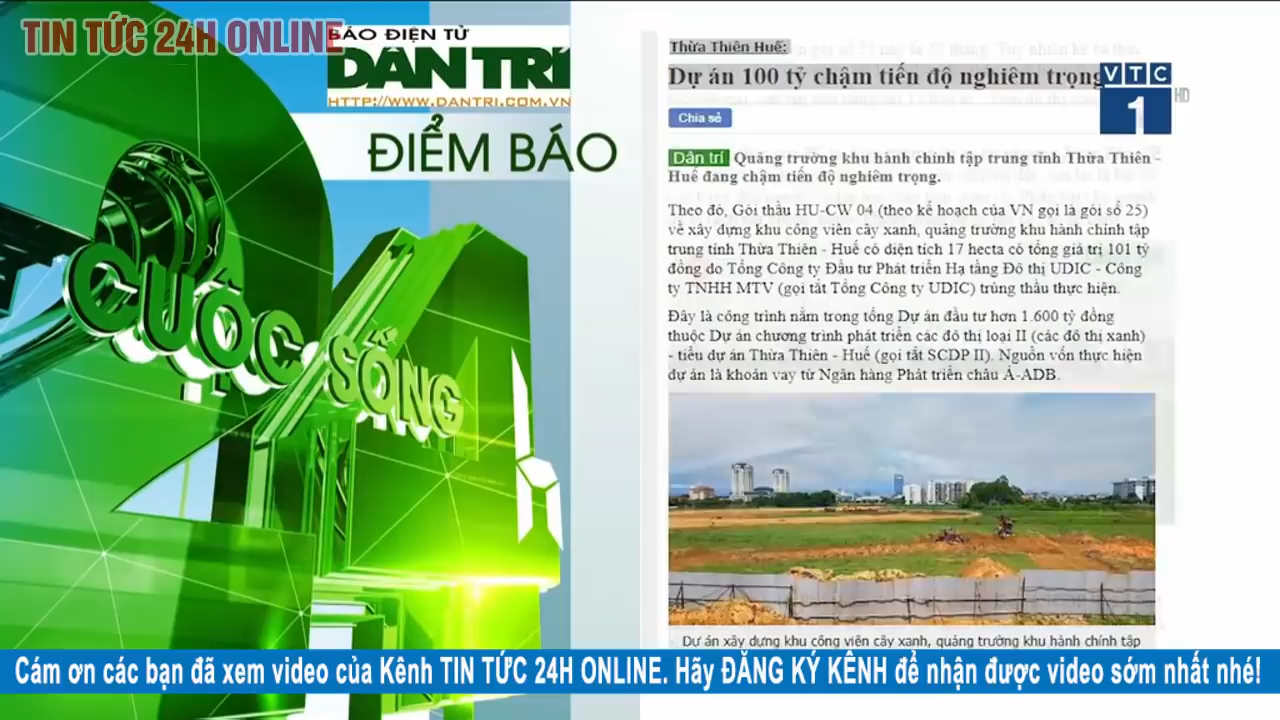 TIN TỨC 24H ONLINE
BÁO ĐIỆN TỬ
DÂN TRÍ
HTTP://WWW.DANTRI.COM.VN
ĐIỂM BÁO
CUỘC SỐNG
24h
Thừa Thiên Huế:
Dự án 100 tỷ chậm tiến độ nghiêm trọng
VTC
1
HD
Chia sẻ
Dân trí Quảng trường khu hành chính tập trung tỉnh Thừa Thiên -
Huế đang chậm tiến độ nghiêm trọng.
Theo đó, Gói thầu HU-CW 04 (theo kế hoạch của VN gọi là gói số 25)
về xây dựng khu công viên cây xanh, quảng trường khu hành chính tập
trung tỉnh Thừa Thiên - Huế có diện tích 17 hecta có tổng giá trị 101 tỷ
đồng do Tổng Công ty Đầu tư Phát triển Hạ tầng Đô thị UDIC - Công
ty TNHH MTV (gọi tắt Tổng Công ty UDIC) trúng thầu thực hiện.
Đây là công trình nằm trong tổng Dự án đầu tư hơn 1.600 tỷ đồng
thuộc Dự án chương trình phát triển các đô thị loại II (các đô thị xanh)
- tiểu dự án Thừa Thiên - Huế (gọi tắt SCDP II). Nguồn vốn thực hiện
dự án là khoản vay từ Ngân hàng Phát triển châu Á-ADB.
Dự án xây dựng khu công viên cây xanh, quảng trường khu hành chính tập
Cám ơn các bạn đã xem video của Kênh TIN TỨC 24H ONLINE. Hãy ĐĂNG KÝ KÊNH để nhận được video sớm nhất nhé!